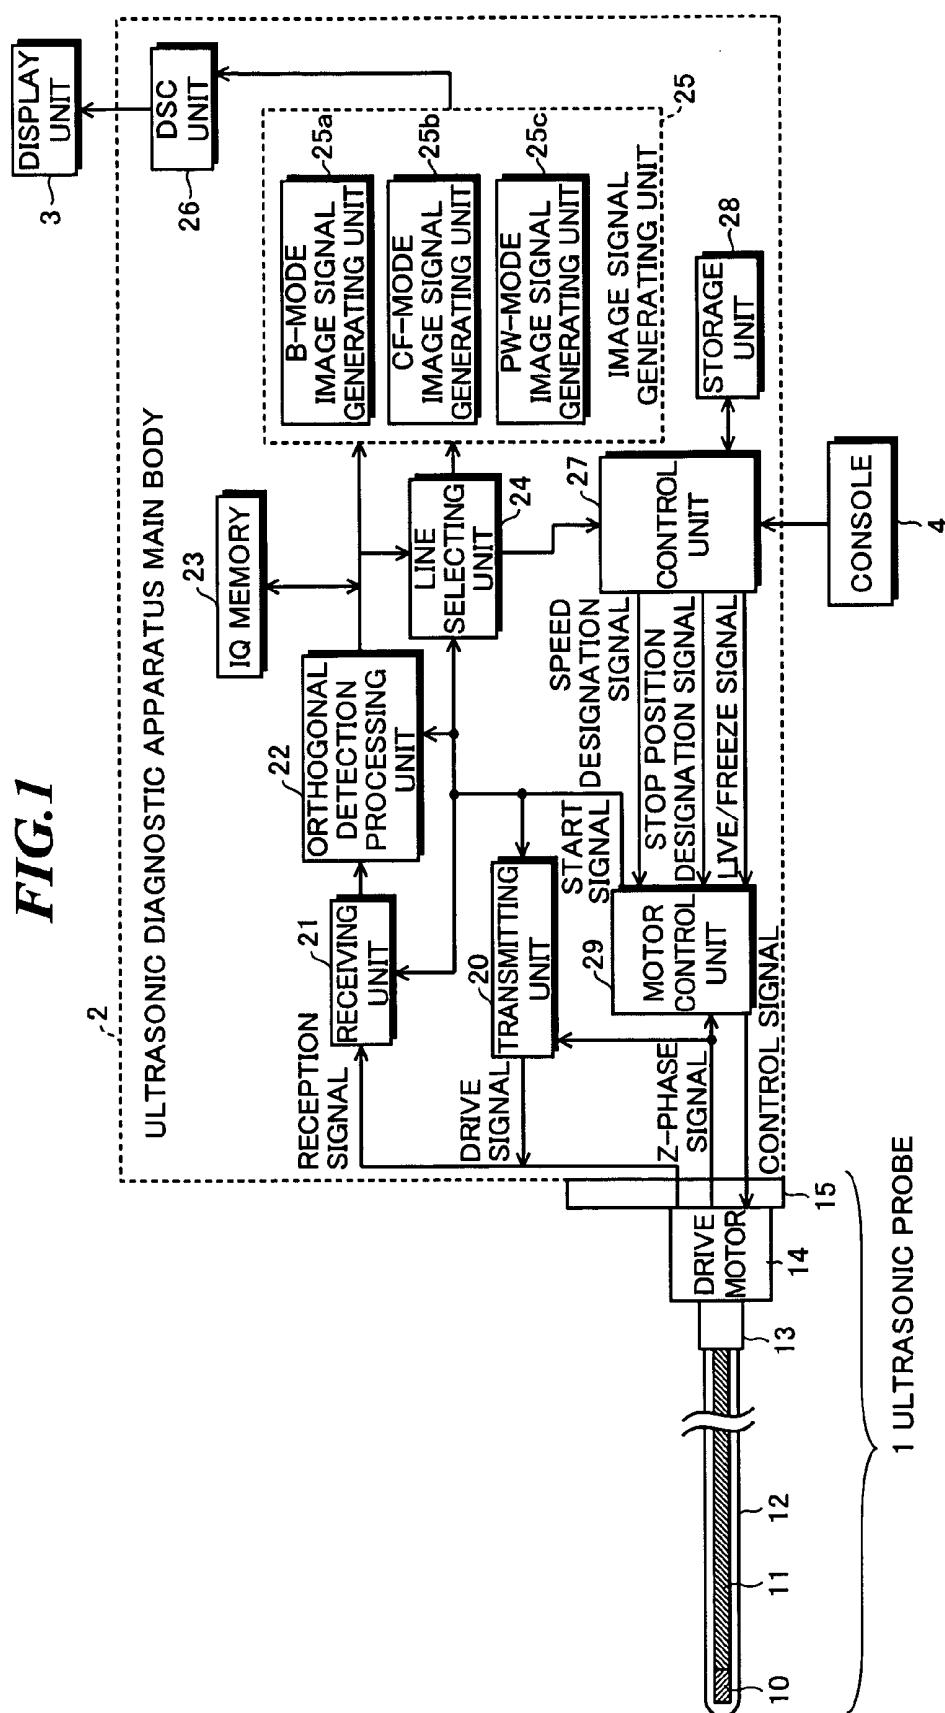 FIG.1
2
ULTRASONIC DIAGNOSTIC APPARATUS MAIN BODY
DISPLAY
UNIT
3
DSC
UNIT
26
23
IQ MEMORY
22
ORTHOGONAL
DETECTION
PROCESSING
UNIT
21
RECEIVING
UNIT
RECEPTION
SIGNAL
B-MODE
IMAGE SIGNAL
GENERATING UNIT
25a
CF-MODE
IMAGE SIGNAL
GENERATING UNIT
25b
PW-MODE
IMAGE SIGNAL
GENERATING UNIT
25c
IMAGE SIGNAL
GENERATING UNIT
25
LINE
SELECTING
UNIT
24
DRIVE
SIGNAL
20
TRANSMITTING
UNIT
START
SIGNAL
SPEED
DESIGNATION
SIGNAL
STOP POSITION
DESIGNATION SIGNAL
LIVE/FREEZE SIGNAL
27
CONTROL
UNIT
STORAGE
UNIT
28
CONSOLE
4
29
MOTOR
CONTROL
UNIT
Z-PHASE
SIGNAL
CONTROL SIGNAL
DRIVE
MOTOR
10
11
12
13
14
15
1 ULTRASONIC PROBE